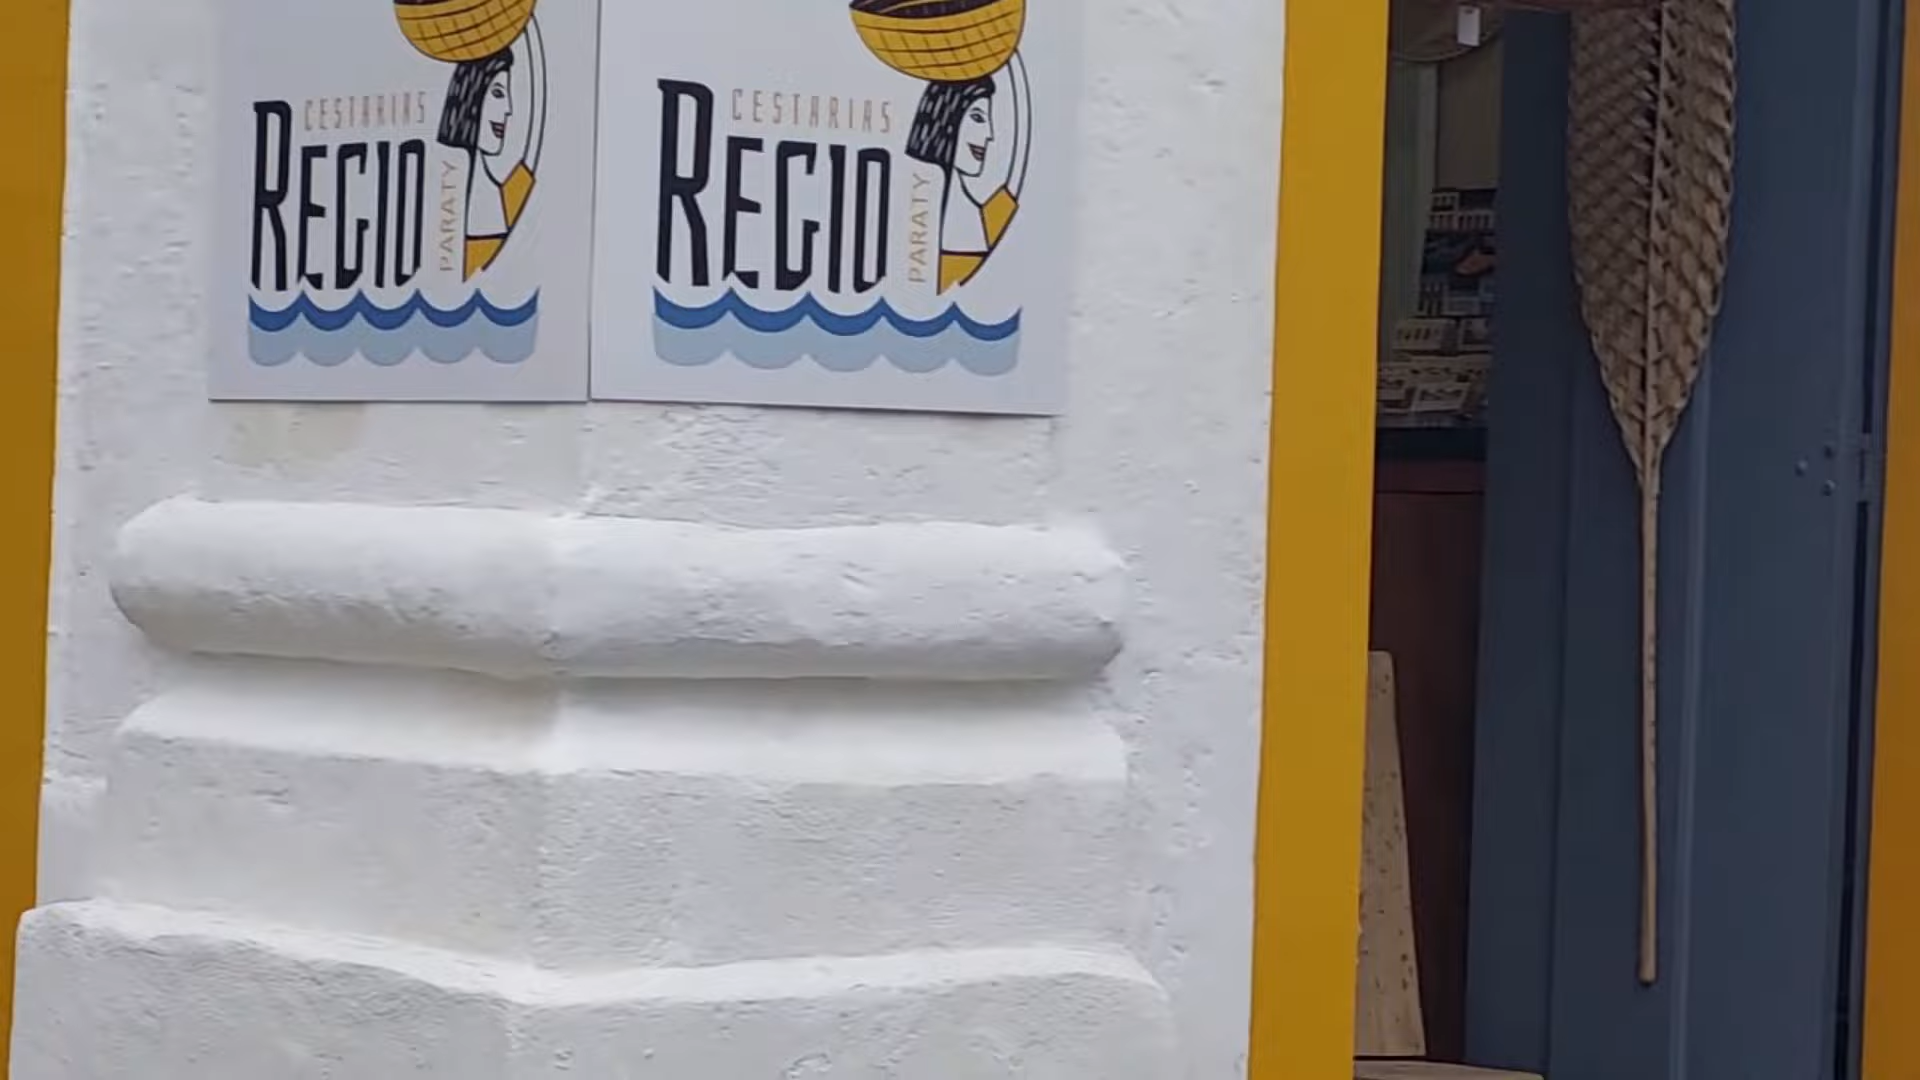 CESTARIAS
REGIO
PARATY
CESTARIAS
REGIO
PARATY